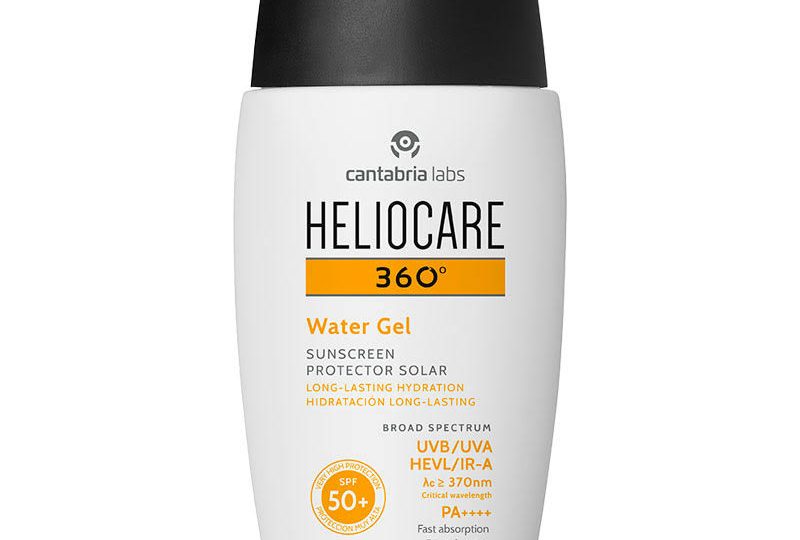 cantabria labs
HELIOCARE
360°
Water Gel
SUNSCREEN
PROTECTOR SOLAR
LONG-LASTING HYDRATION
HIDRATACIÓN LONG-LASTING
BROAD SPECTRUM
UVB/UVA
HEVL/IR-A
λc ≥ 370nm
Critical wavelength
PA++++
Fast absorption
VERY HIGH PROTECTION
SPF
50+
PROTECCIÓN MUY ALTA